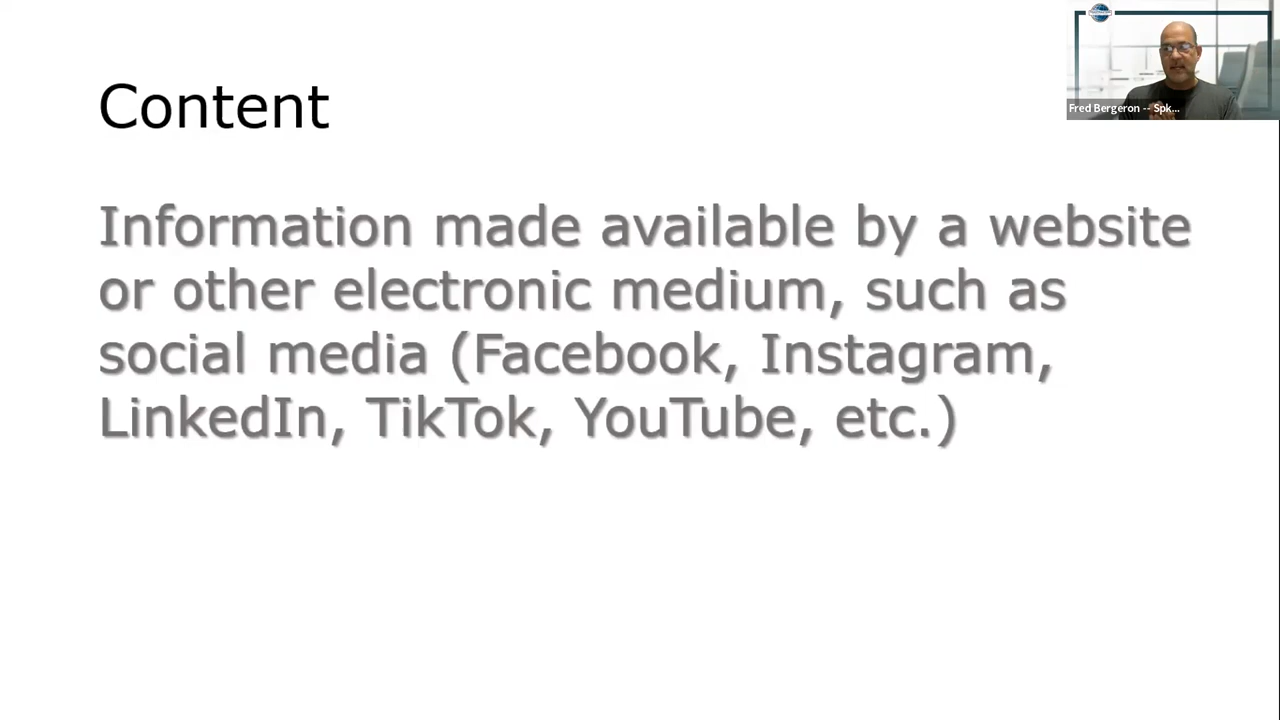 Content
Information made available by a website
or other electronic medium, such as
social media (Facebook, Instagram,
LinkedIn, TikTok, YouTube, etc.)
Fred Bergeron -- Spk...